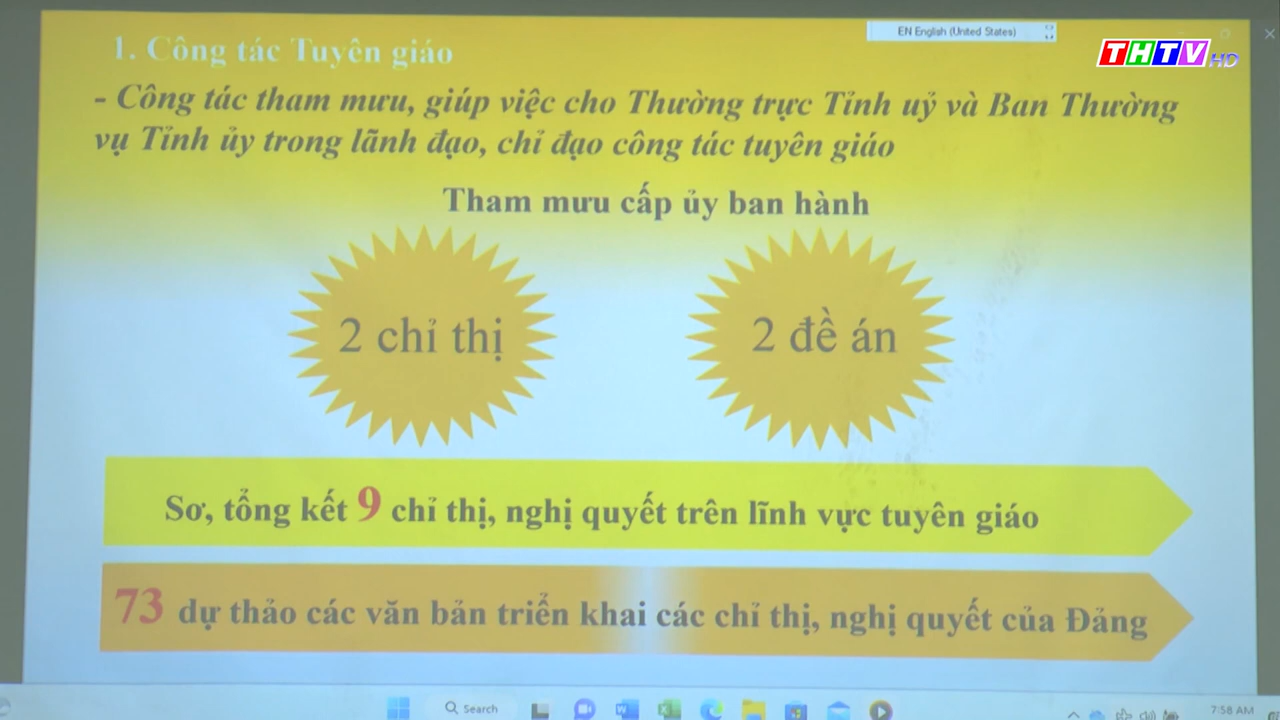 EN English (United States)
THTV HD
1. Công tác Tuyên giáo
- Công tác tham mưu, giúp việc cho Thường trực Tỉnh uỷ và Ban Thường
vụ Tỉnh ủy trong lãnh đạo, chỉ đạo công tác tuyên giáo
Tham mưu cấp ủy ban hành
2 chỉ thị
2 đề án
Sơ, tổng kết 9 chỉ thị, nghị quyết trên lĩnh vực tuyên giáo
73 dự thảo các văn bản triển khai các chỉ thị, nghị quyết của Đảng
Search
7:58 AM